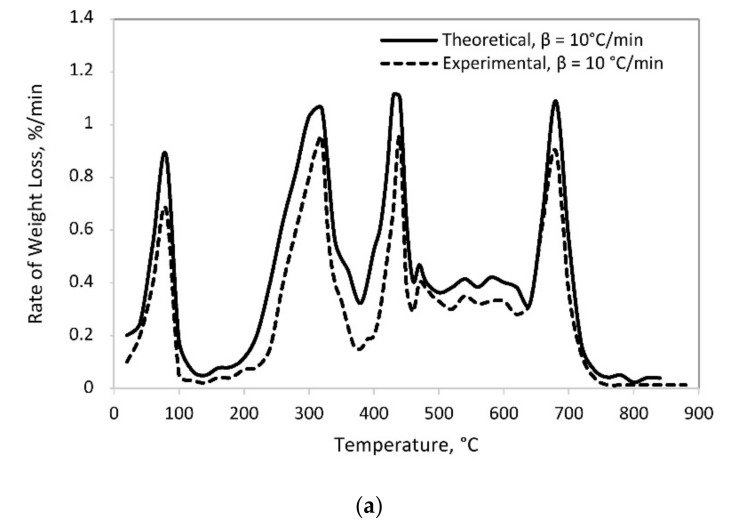 1.4
Theoretical, β = 10°C/min
Experimental, β = 10 °C/min
1.2
1
0.8
0.6
0.4
0.2
0
Rate of Weight Loss, %/min
0 100 200 300 400 500 600 700 800 900
Temperature, °C
(a)